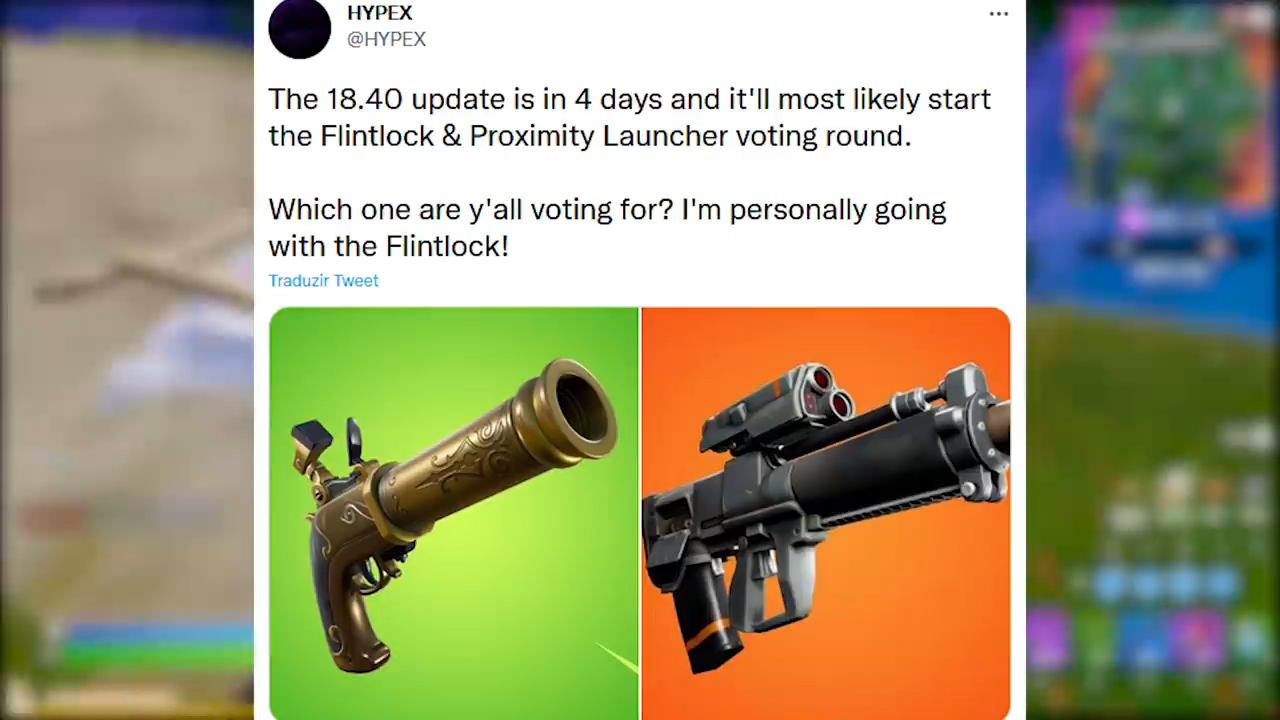 HYPEX
@HYPEX
The 18.40 update is in 4 days and it'll most likely start
the Flintlock & Proximity Launcher voting round.
Which one are y'all voting for? I'm personally going
with the Flintlock!
Traduzir Tweet